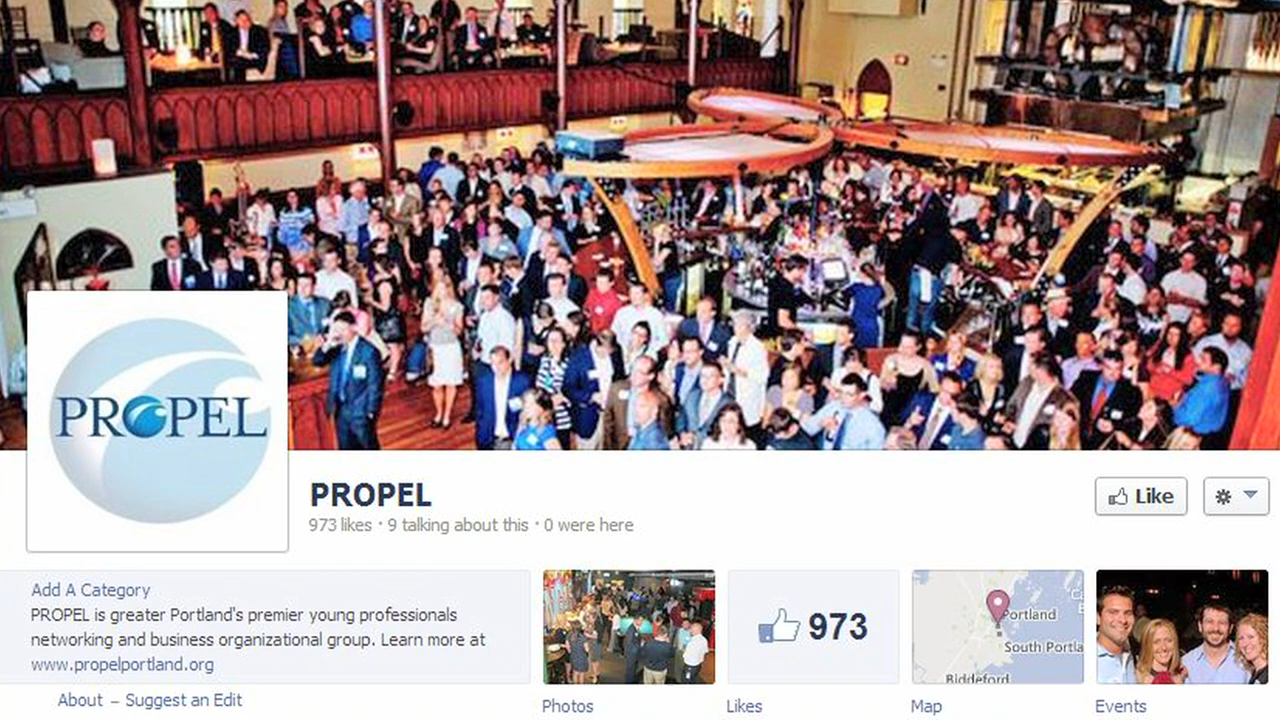 PROPEL
PROPEL
973 likes · 9 talking about this · 0 were here
Like
Add A Category
PROPEL is greater Portland's premier young professionals
networking and business organizational group. Learn more at
www.propelportland.org
About – Suggest an Edit
973
Portland
South Portla
Biddeford
Photos
Likes
Map
Events